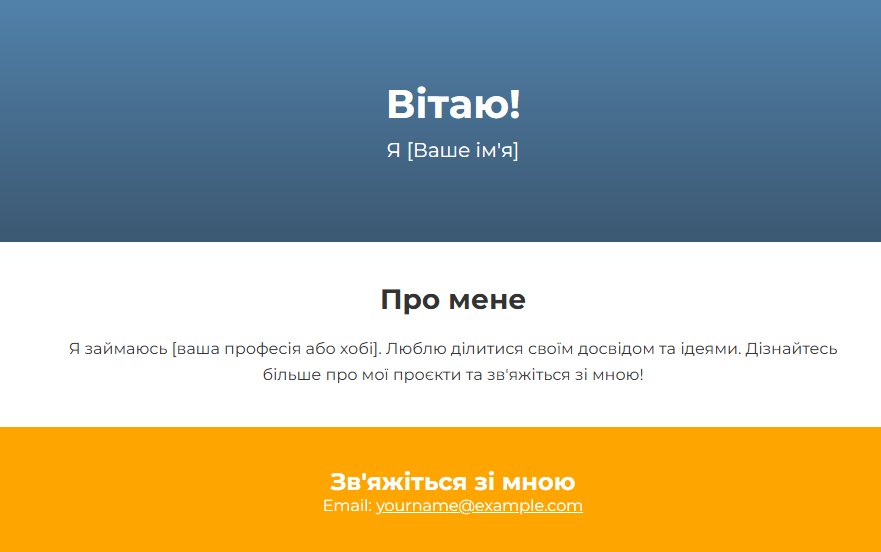 Вітаю!
Я [Ваше ім'я]
Про мене
Я займаюсь [ваша професія або хобі]. Люблю ділитися своїм досвідом та ідеями. Дізнайтесь
більше про мої проєкти та зв'яжіться зі мною!
Зв'яжіться зі мною
Email: yourname@example.com